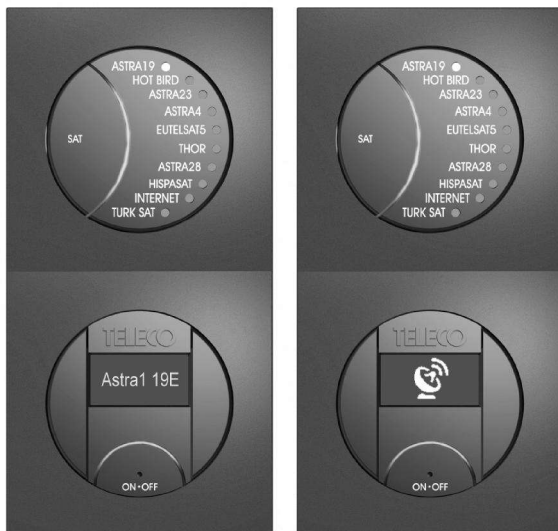 ASTRA19
HOT BIRD
ASTRA23
ASTRA4
EUTELSAT5
SAT
THOR
ASTRA28
HISPASAT
INTERNET
TURK SAT
TELECO
Astra1 19E
ON•OFF
ASTRA19
HOT BIRD
ASTRA23
ASTRA4
EUTELSAT5
SAT
THOR
ASTRA28
HISPASAT
INTERNET
TURK SAT
TELECO
ON•OFF